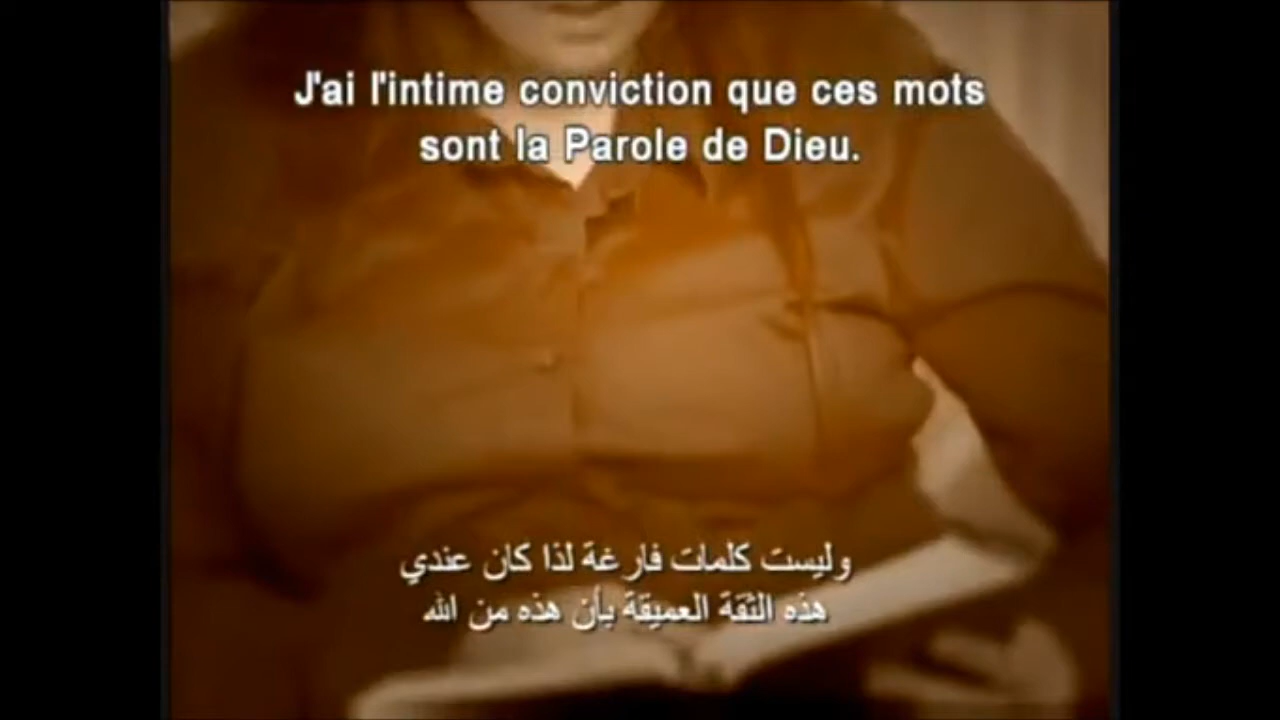 J'ai l'intime conviction que ces mots
sont la Parole de Dieu.
وليست كلمات فارغة لذا كان عندي
هذه الثقة العميقة بأن هذه من الله